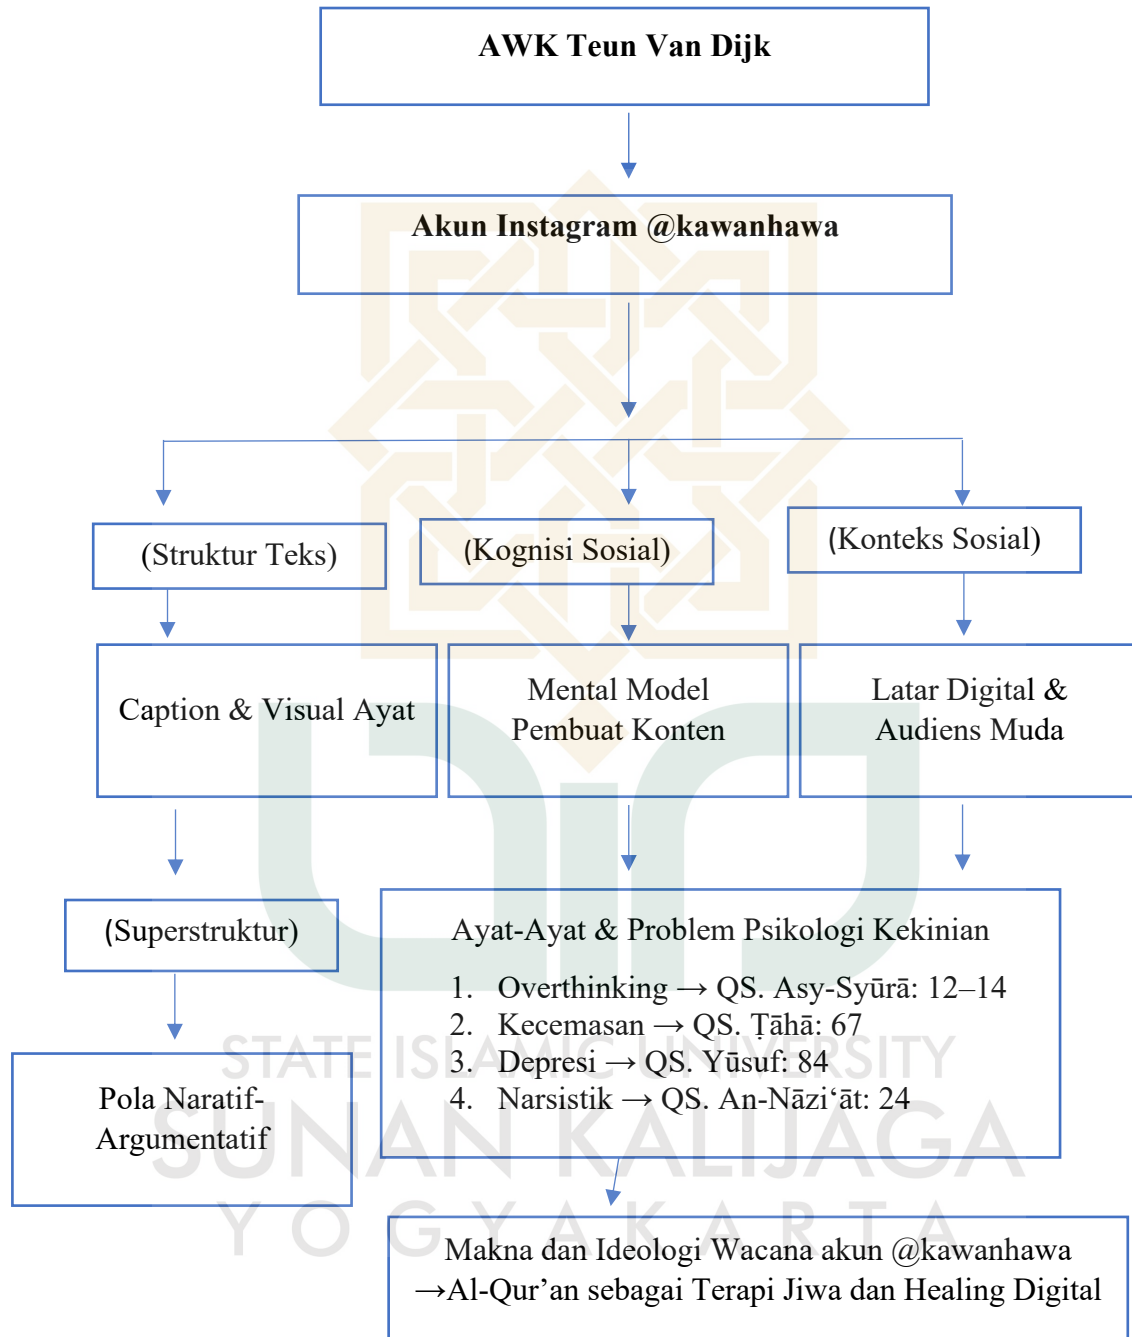 AWK Teun Van Dijk
Akun Instagram @kawanhawa
(Struktur Teks)
(Kognisi Sosial)
(Konteks Sosial)
Caption & Visual Ayat
Mental Model
Pembuat Konten
Latar Digital &
Audiens Muda
(Superstruktur)
Ayat-Ayat & Problem Psikologi Kekinian
1. Overthinking → QS. Asy-Syūrā: 12–14
2. Kecemasan → QS. Ṭāhā: 67
3. Depresi → QS. Yūsuf: 84
4. Narsistik → QS. An-Nāzi‘āt: 24
Pola Naratif-
Argumentatif
Makna dan Ideologi Wacana akun @kawanhawa
→Al-Qur’an sebagai Terapi Jiwa dan Healing Digital
STATE ISLAMIC UNIVERSITY
SUNAN KALIJAGA
YOGYAKARTA